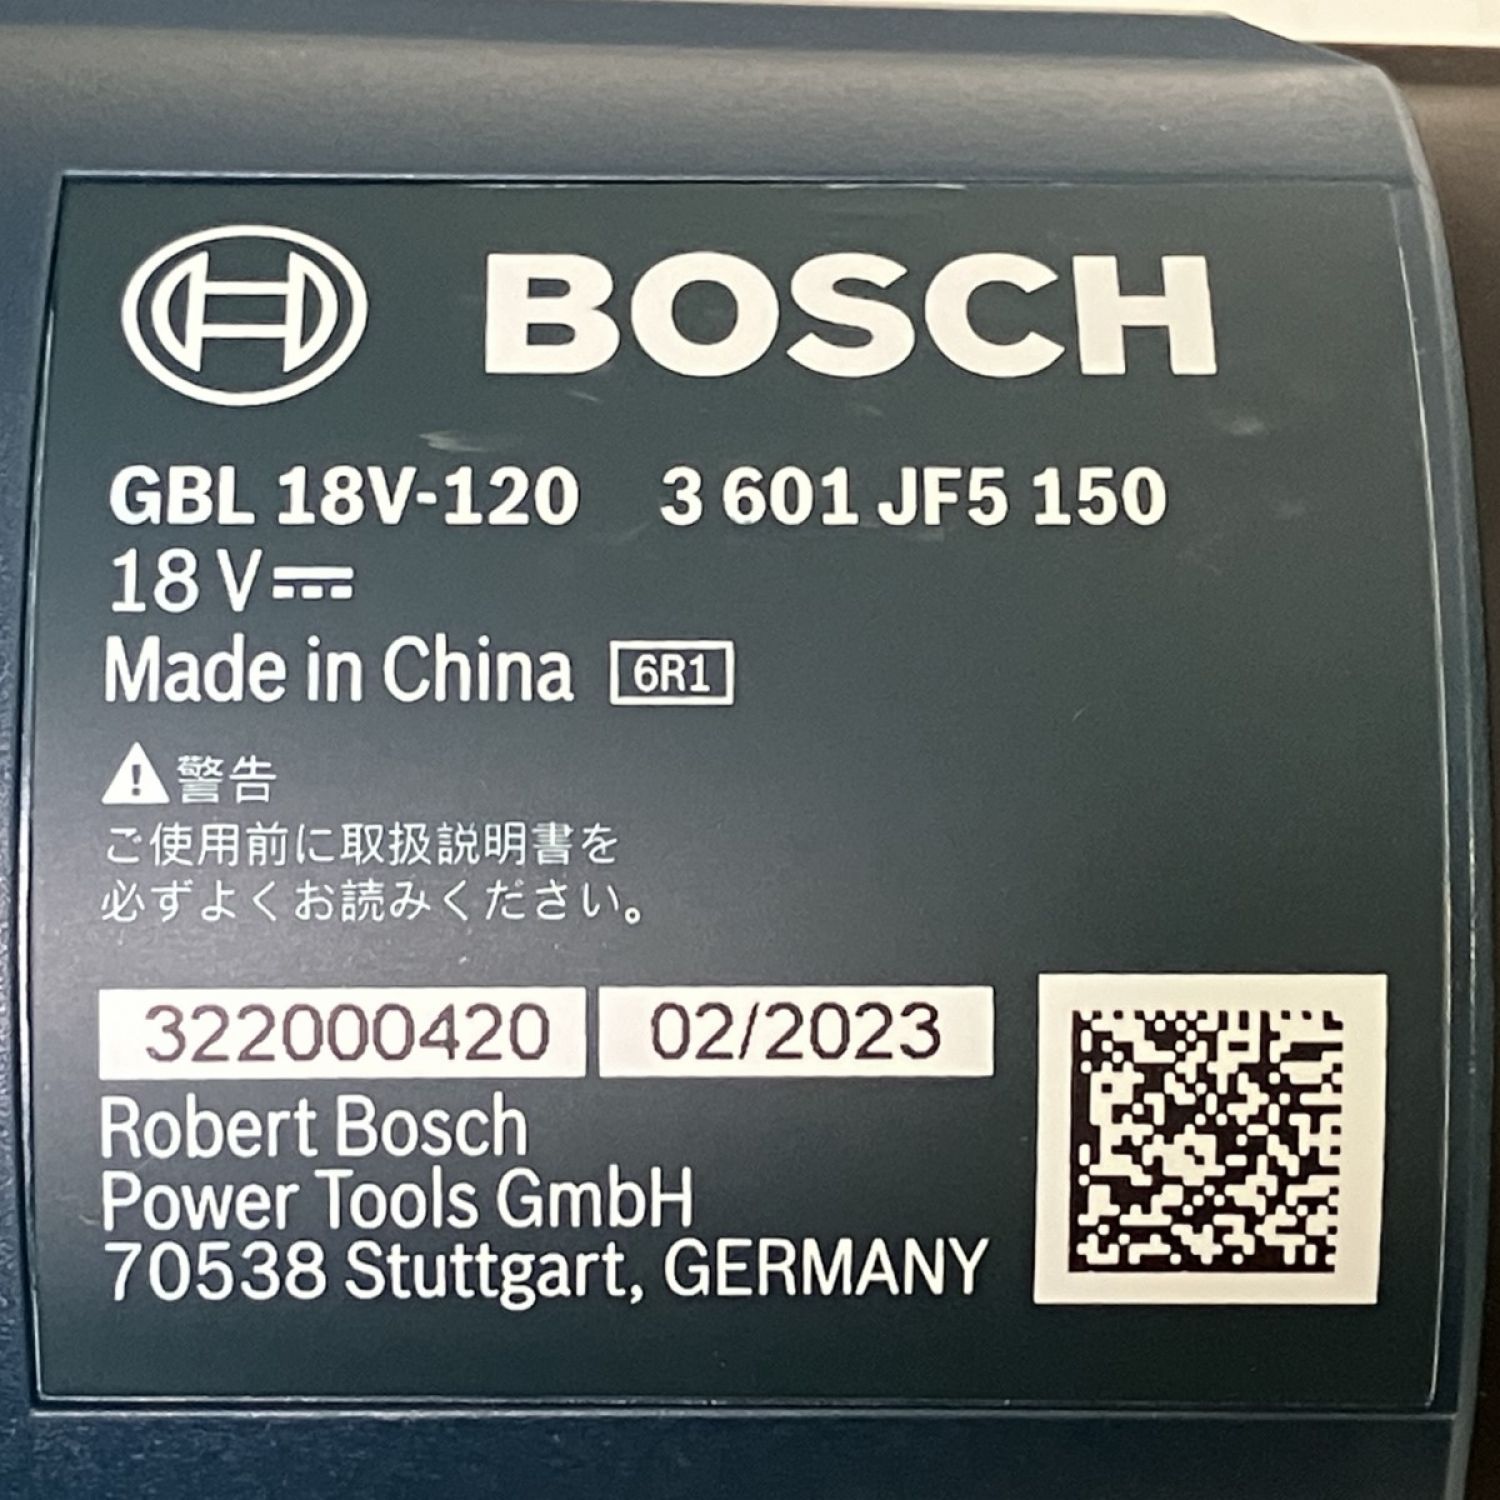 BOSCH
GBL 18V-120 3 601 JF5 150
18 V⎓
Made in China 6R1
⚠警告
ご使用前に取扱説明書を
必ずよくお読みください。
322000420 02/2023
Robert Bosch
Power Tools GmbH
70538 Stuttgart, GERMANY